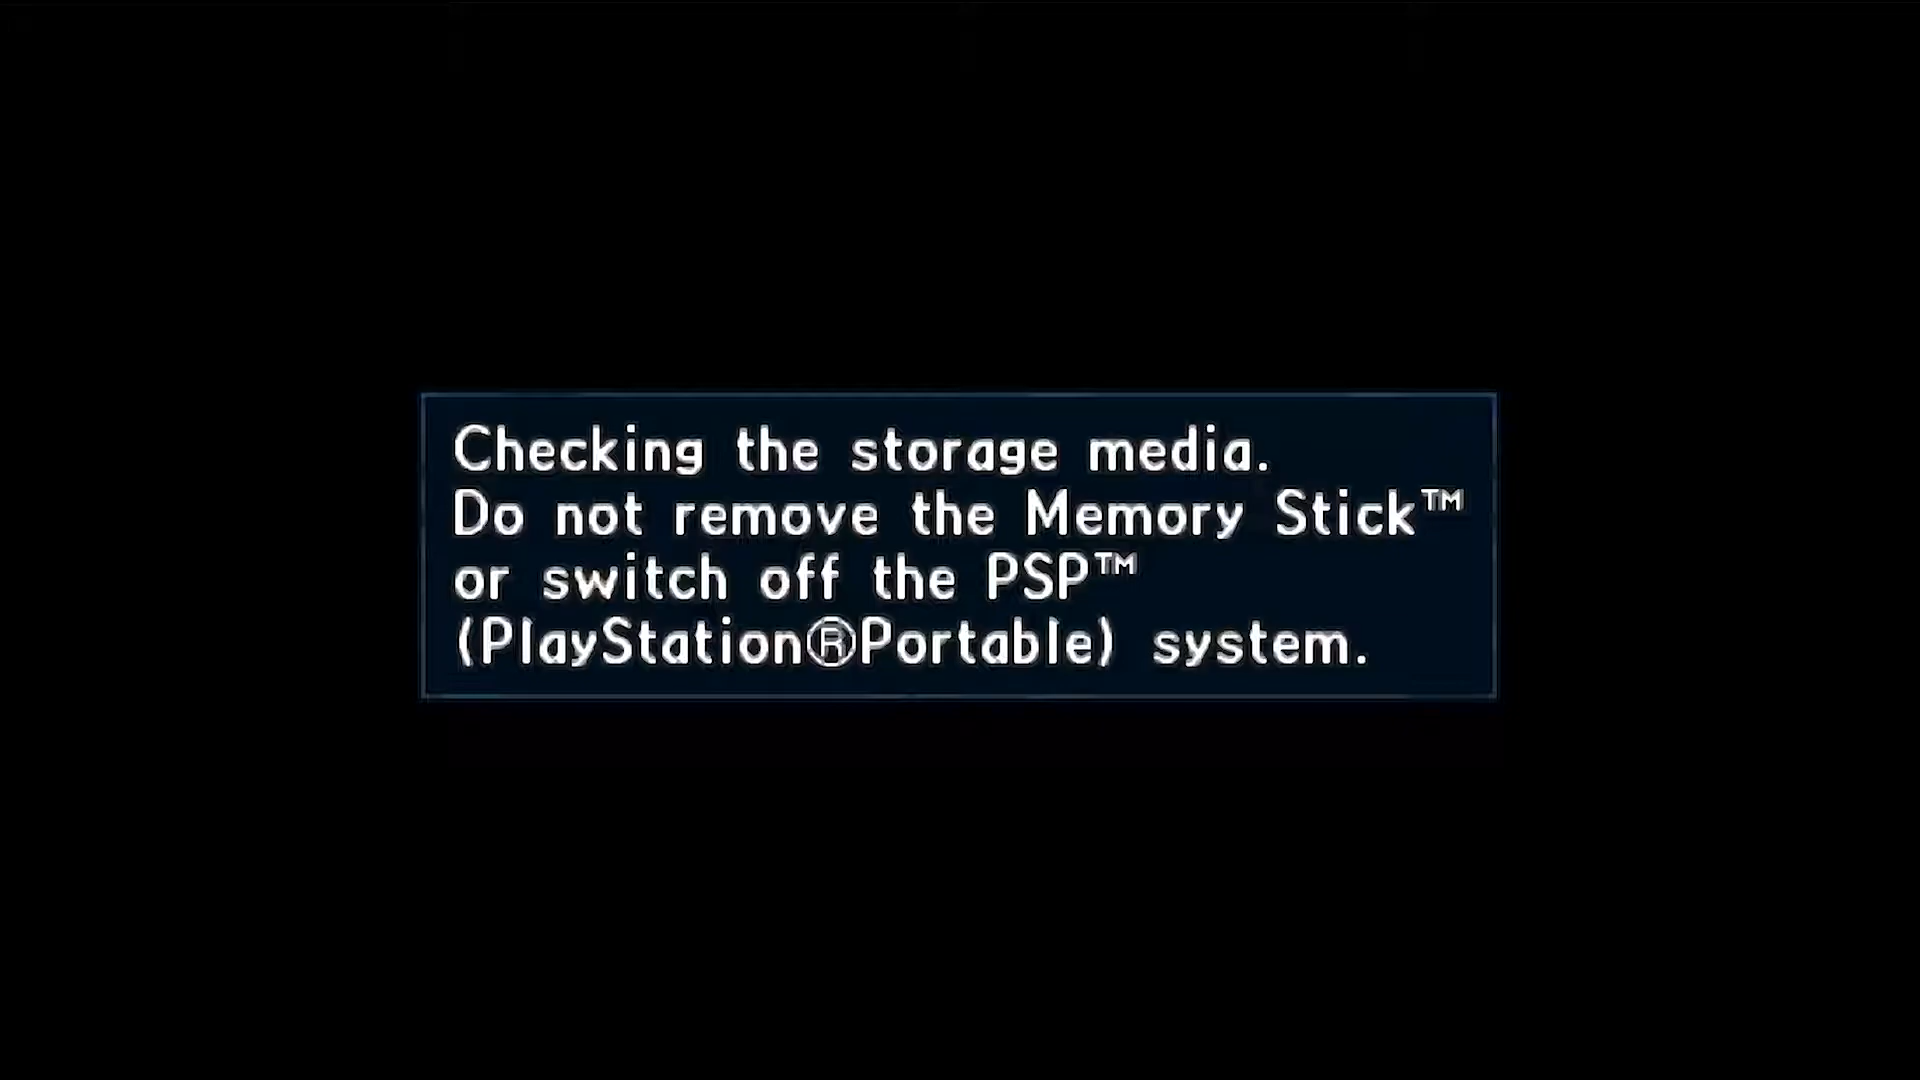 Checking the storage media.
Do not remove the Memory Stick™
or switch off the PSP™
(PlayStation®Portable) system.